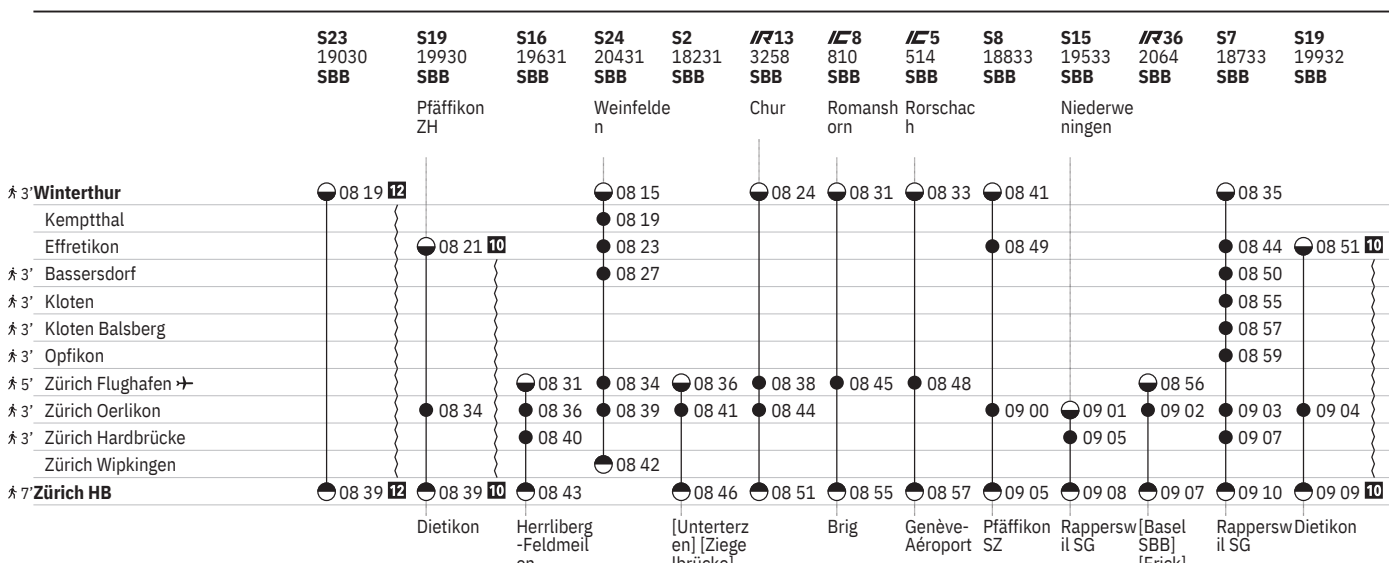 S23 S19 S16 S24 S2 IR13 IC8 IC5 S8 S15 IR36 S7 S19
19030 19930 19631 20431 18231 3258 810 514 18833 19533 2064 18733 19932
SBB SBB SBB SBB SBB SBB SBB SBB SBB SBB SBB SBB SBB
Pfäffikon Weinfelde Chur Romansh Rorschac Niederwe
ZH n orn h ningen
3' Winterthur 08 19 12 08 15 08 24 08 31 08 33 08 41 08 35
Kemptthal 08 19
Effretikon 08 21 10 08 23 08 49 08 44 08 51 10
3' Bassersdorf 08 27 08 50
3' Kloten 08 55
3' Kloten Balsberg 08 57
3' Opfikon 08 59
5' Zürich Flughafen 08 31 08 34 08 36 08 38 08 45 08 48 08 56
3' Zürich Oerlikon 08 34 08 36 08 39 08 41 08 44 09 00 09 01 09 02 09 03 09 04
3' Zürich Hardbrücke 08 40 09 05 09 07
Zürich Wipkingen 08 42
7' Zürich HB 08 39 12 08 39 10 08 43 08 46 08 51 08 55 08 57 09 05 09 08 09 07 09 10 09 09 10
Dietikon Herrliberg [Unterterz Brig Genève- Pfäffikon Rappersw [Basel Rappersw Dietikon
-Feldmeil en] [Ziege Aéroport SZ il SG SBB] il SG
en lbrücke] [Frick]